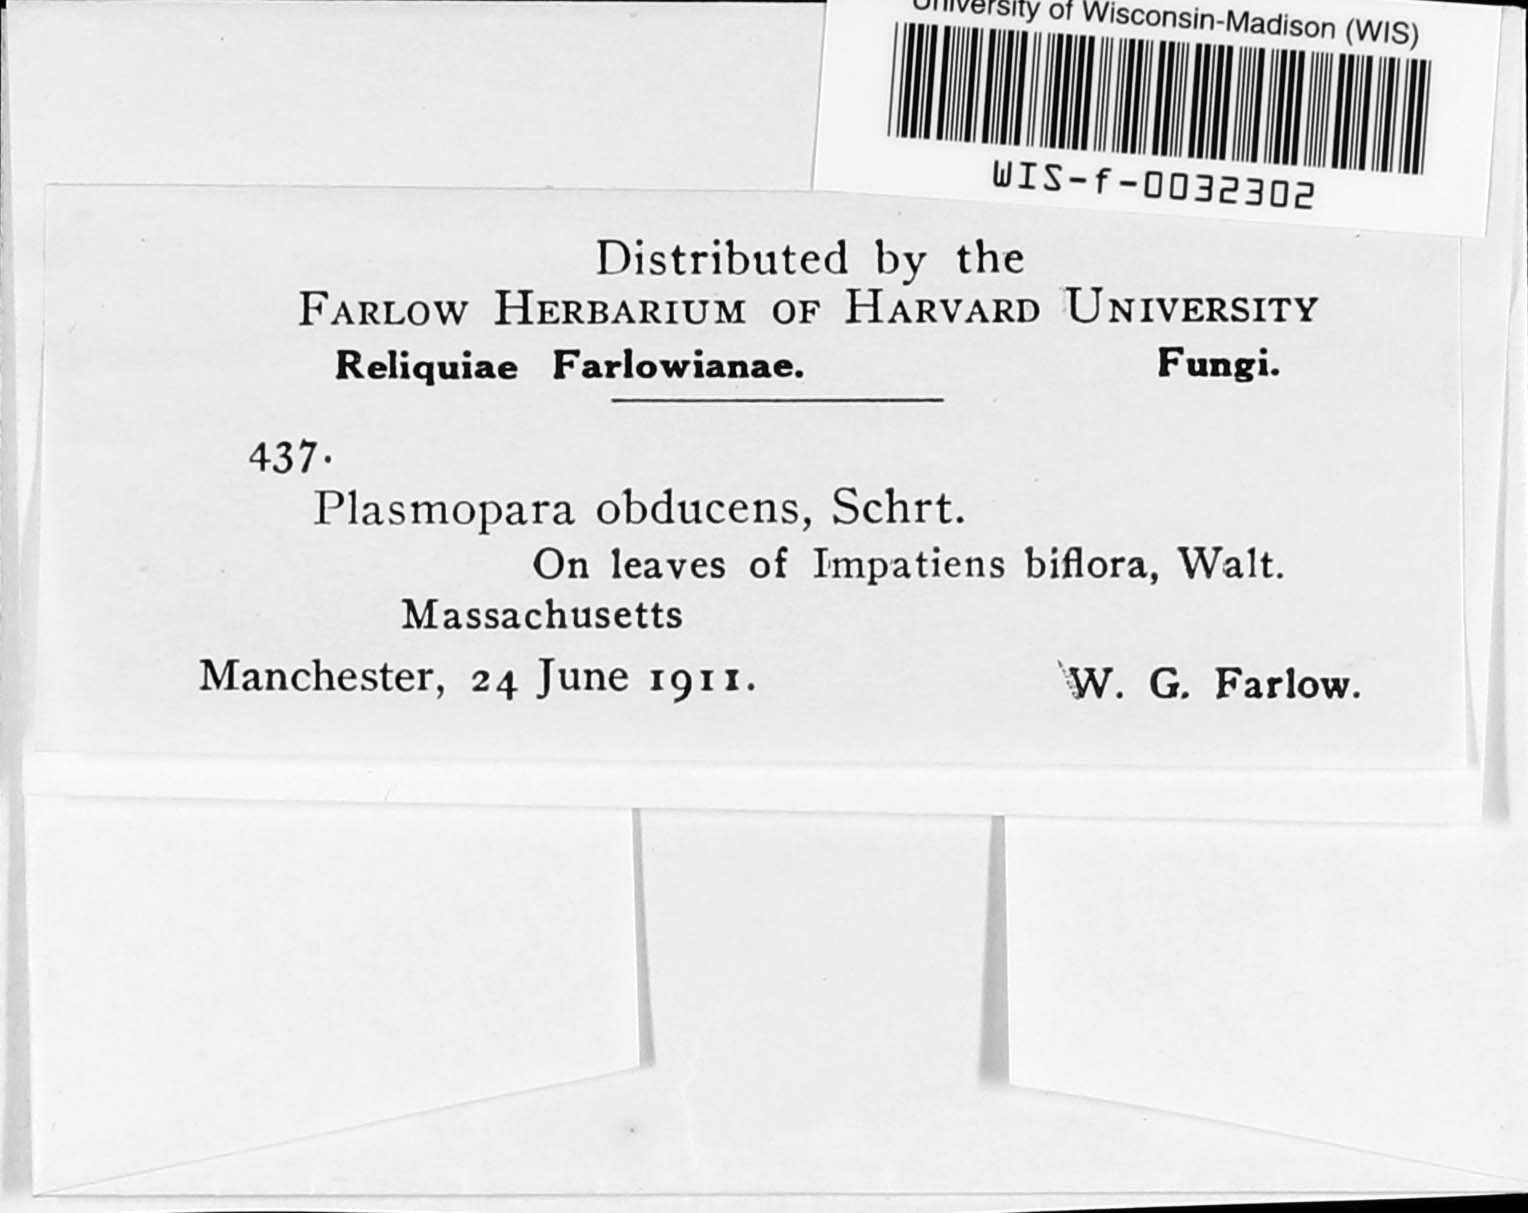 University of Wisconsin-Madison (WIS)
WIS-f-0032302
Distributed by the
FARLOW HERBARIUM OF HARVARD UNIVERSITY
Reliquiae Farlowianae. Fungi.
437.
Plasmopara obducens, Schrt.
On leaves of Impatiens biflora, Walt.
Massachusetts
Manchester, 24 June 1911. W. G. Farlow.